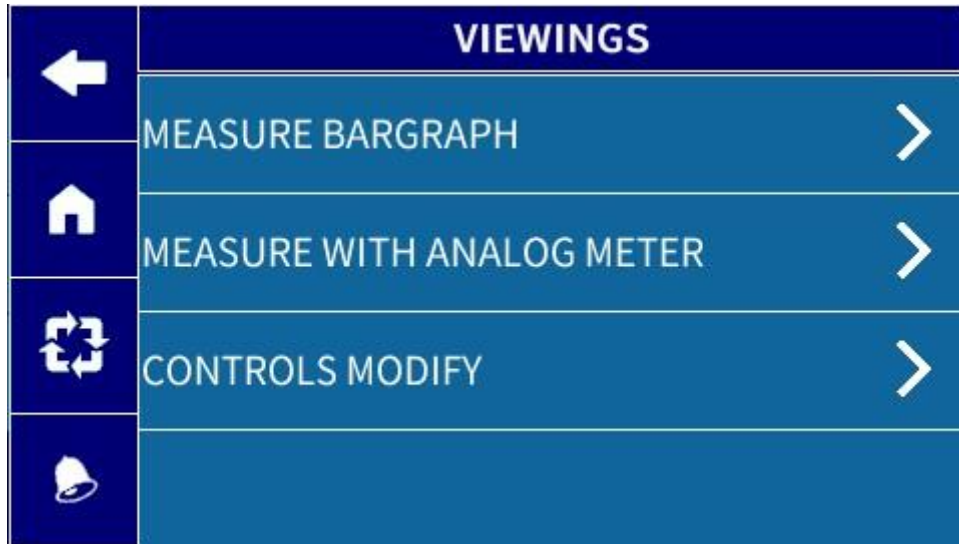 VIEWINGS
MEASURE BARGRAPH
MEASURE WITH ANALOG METER
CONTROLS MODIFY